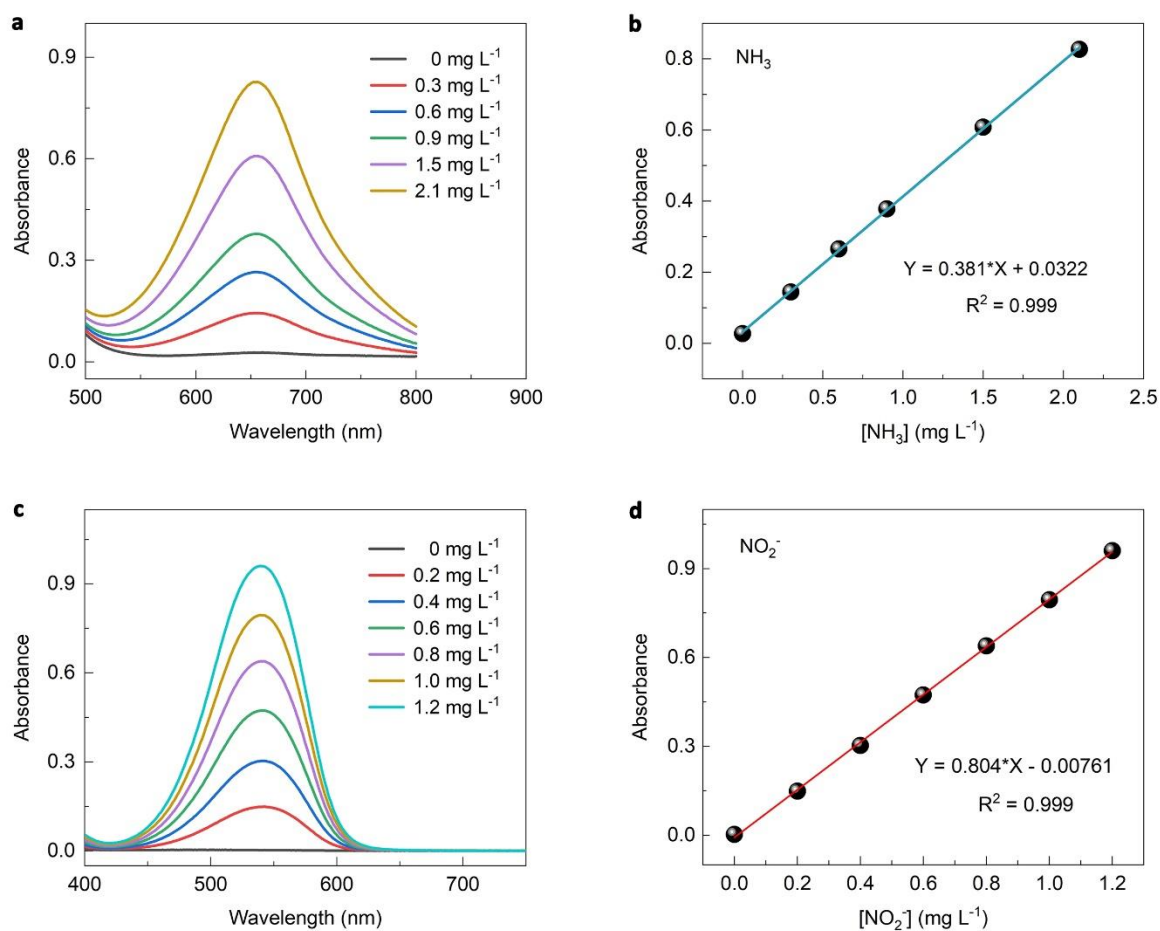 a
0.9
0.6
0.3
0.0
Absorbance
0 mg L⁻¹
0.3 mg L⁻¹
0.6 mg L⁻¹
0.9 mg L⁻¹
1.5 mg L⁻¹
2.1 mg L⁻¹
500 600 700 800 900
Wavelength (nm)
b
0.8
0.6
0.4
0.2
0.0
Absorbance
NH₃
Y = 0.381*X + 0.0322
R² = 0.999
0.0 0.5 1.0 1.5 2.0 2.5
[NH₃] (mg L⁻¹)
c
0.9
0.6
0.3
0.0
Absorbance
0 mg L⁻¹
0.2 mg L⁻¹
0.4 mg L⁻¹
0.6 mg L⁻¹
0.8 mg L⁻¹
1.0 mg L⁻¹
1.2 mg L⁻¹
400 500 600 700
Wavelength (nm)
d
0.9
0.6
0.3
0.0
Absorbance
NO₂⁻
Y = 0.804*X - 0.00761
R² = 0.999
0.0 0.2 0.4 0.6 0.8 1.0 1.2
[NO₂⁻] (mg L⁻¹)